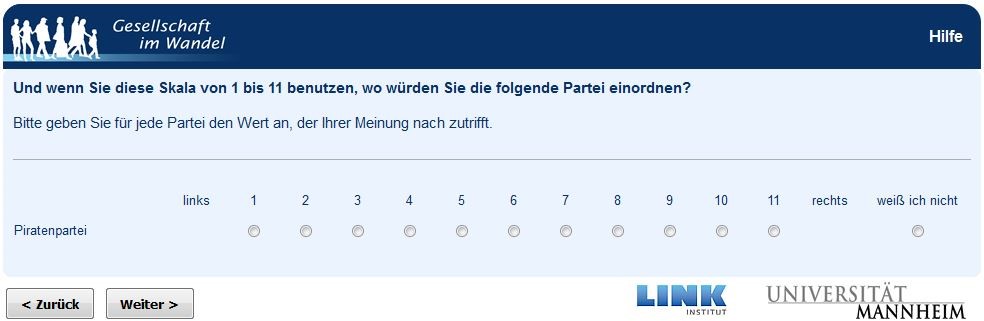 Gesellschaft
im Wandel
Hilfe
Und wenn Sie diese Skala von 1 bis 11 benutzen, wo würden Sie die folgende Partei einordnen?
Bitte geben Sie für jede Partei den Wert an, der Ihrer Meinung nach zutrifft.
links 1 2 3 4 5 6 7 8 9 10 11 rechts weiß ich nicht
Piratenpartei
< Zurück Weiter >
LINK
INSTITUT
UNIVERSITÄT
MANNHEIM